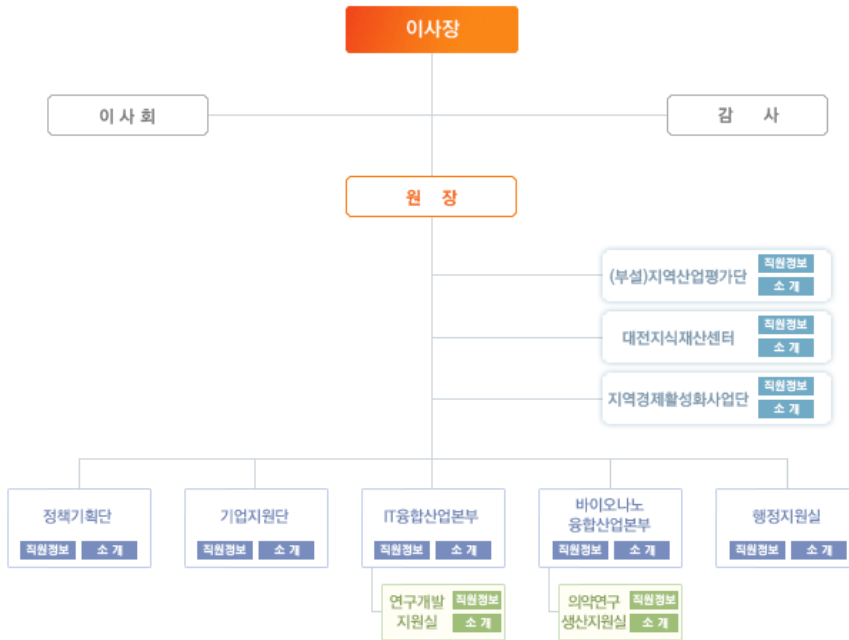 이사장
이 사 회
감 사
원 장
(부설)지역산업평가단
직원정보
소 개
대전지식재산센터
직원정보
소 개
지역경제활성화사업단
직원정보
소 개
정책기획단
직원정보 소 개
기업지원단
직원정보 소 개
IT융합산업본부
직원정보 소 개
바이오나노
융합산업본부
직원정보 소 개
행정지원실
직원정보 소 개
연구개발
지원실
직원정보
소 개
의약연구
생산지원실
직원정보
소 개